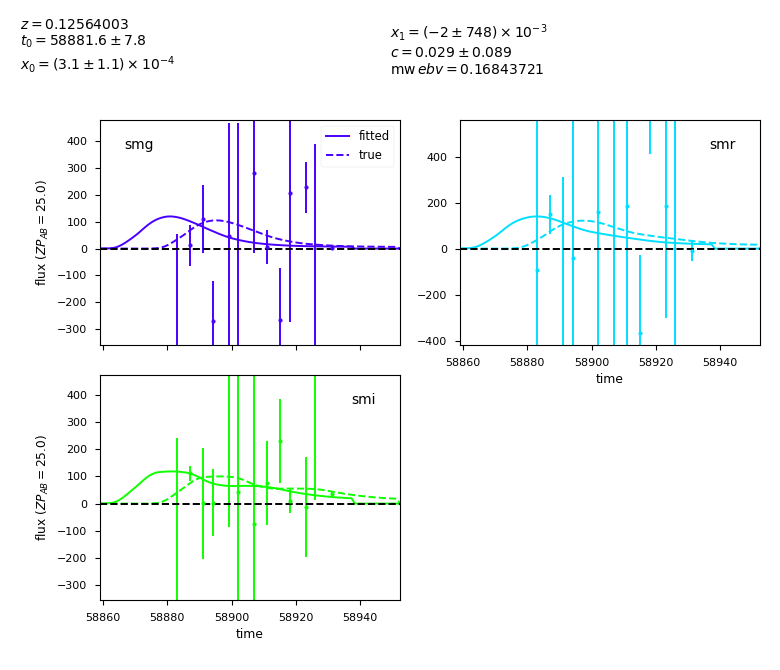 z = 0.12564003
t₀ = 58881.6 ± 7.8
x₀ = (3.1 ± 1.1) × 10⁻⁴
x₁ = (−2 ± 748) × 10⁻³
c = 0.029 ± 0.089
mw ebv = 0.16843721
smg
fitted
true
400
300
200
100
0
−100
−200
−300
flux (ZP_AB = 25.0)
smr
400
200
0
−200
−400
58860 58880 58900 58920 58940
time
smi
400
300
200
100
0
−100
−200
−300
flux (ZP_AB = 25.0)
58860 58880 58900 58920 58940
time